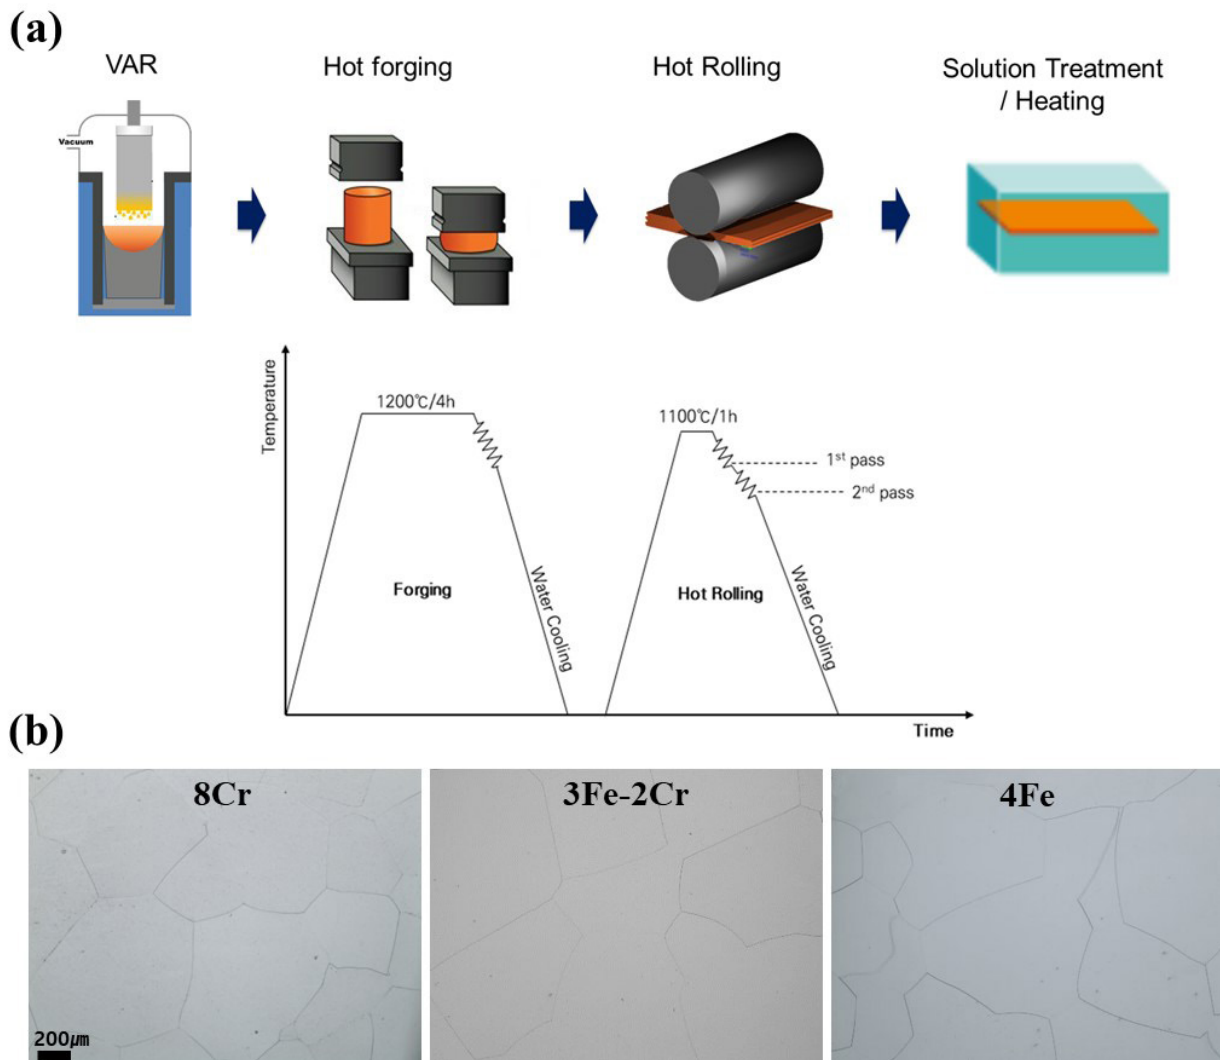 (a)
VAR
Hot forging
Hot Rolling
Solution Treatment
/ Heating
Vacuum
Temperature
1200℃/4h
1100℃/1h
1st pass
2nd pass
Forging
Water Cooling
Hot Rolling
Water Cooling
Time
(b)
8Cr
3Fe-2Cr
4Fe
200μm